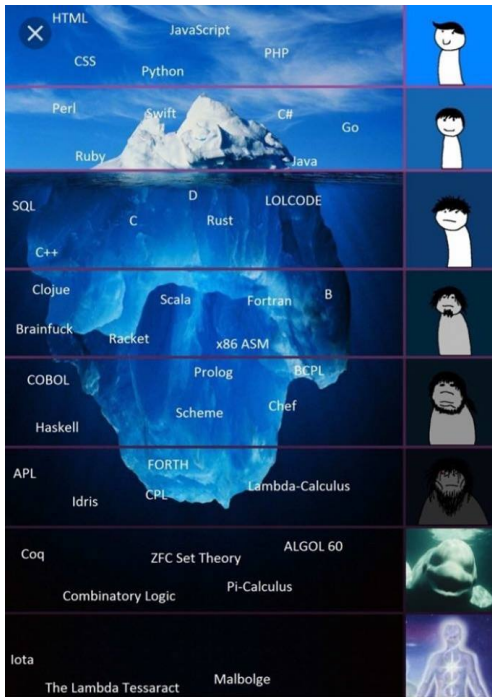 HTML
JavaScript
CSS
Python
PHP
Perl
Swift
C#
Go
Ruby
Java
SQL
D
LOLCODE
C
Rust
C++
Clojue
Scala
Fortran
B
Brainfuck
Racket
x86 ASM
COBOL
Prolog
BCPL
Scheme
Chef
Haskell
APL
FORTH
Lambda-Calculus
Idris
CPL
Coq
ZFC Set Theory
ALGOL 60
Combinatory Logic
Pi-Calculus
Iota
The Lambda Tessaract
Malbolge